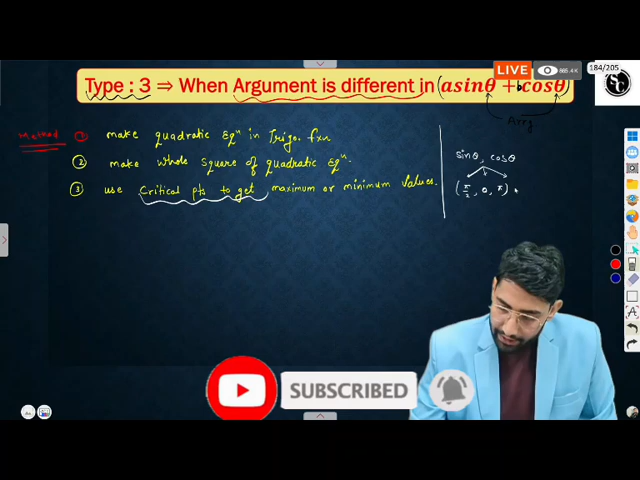 LIVE 865.4K 184/205
Type : 3 ⇒ When Argument is different in (asinθ + bcosθ)
Arg
Method ① make quadratic Eqⁿ in Trigo. fxn
② make whole square of quadratic Eqⁿ.
③ use Critical pts to get maximum or minimum values.
sinθ, cosθ
(π/2, 0, π)
SUBSCRIBED